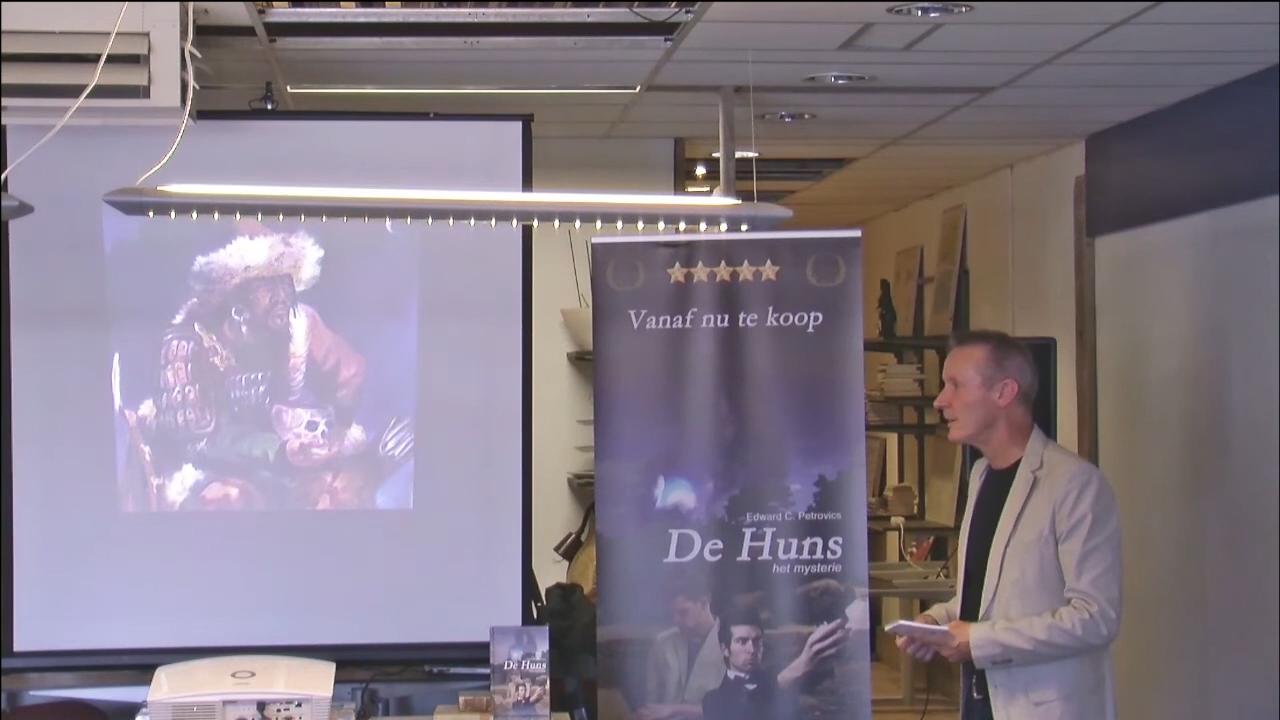 Vanaf nu te koop
Edward C. Petrovics
De Huns
het mysterie
De Huns